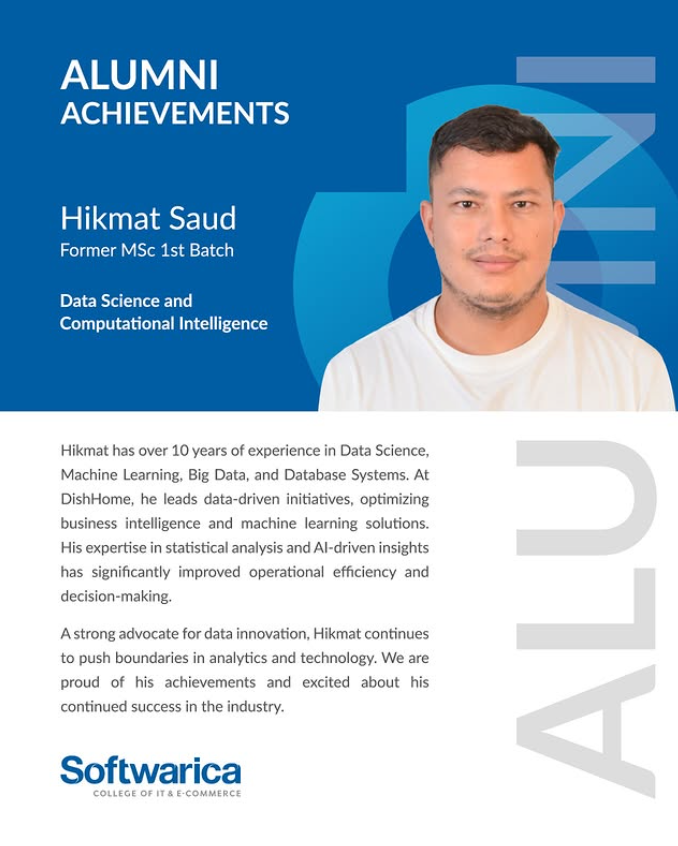 ALUMNI
ACHIEVEMENTS
Hikmat Saud
Former MSc 1st Batch
Data Science and
Computational Intelligence
Hikmat has over 10 years of experience in Data Science,
Machine Learning, Big Data, and Database Systems. At
DishHome, he leads data-driven initiatives, optimizing
business intelligence and machine learning solutions.
His expertise in statistical analysis and AI-driven insights
has significantly improved operational efficiency and
decision-making.
A strong advocate for data innovation, Hikmat continues
to push boundaries in analytics and technology. We are
proud of his achievements and excited about his
continued success in the industry.
Softwarica
COLLEGE OF IT & E-COMMERCE
ALUMNI